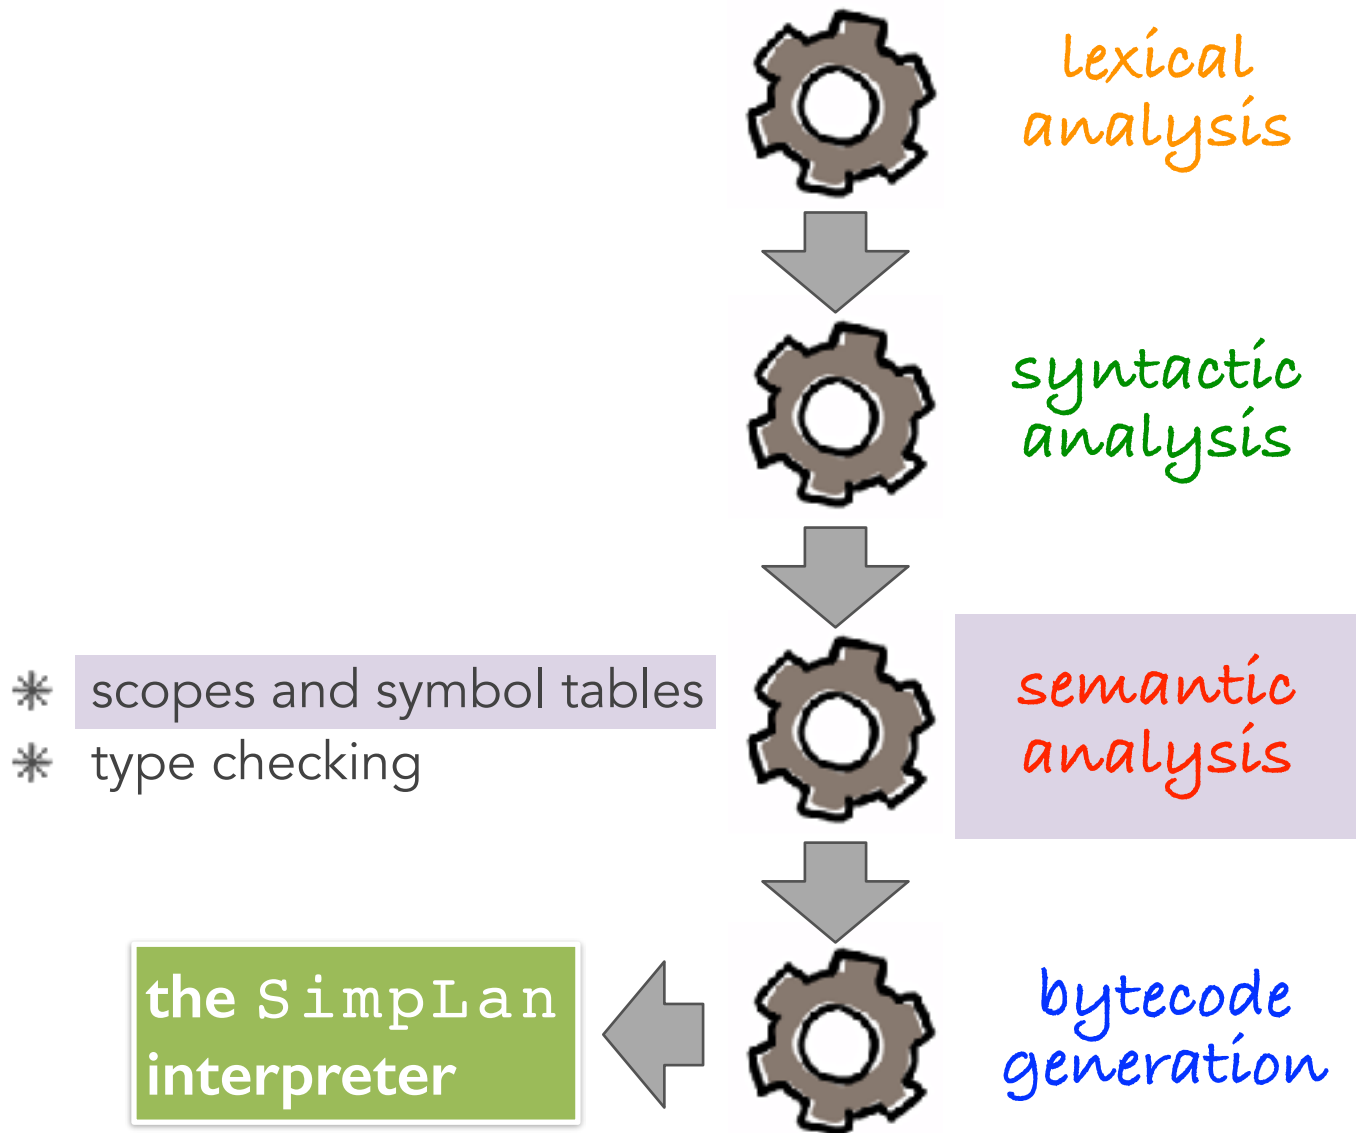 lexical
analysis
syntactic
analysis
semantic
analysis
scopes and symbol tables
type checking
bytecode
generation
the SimpLan
interpreter